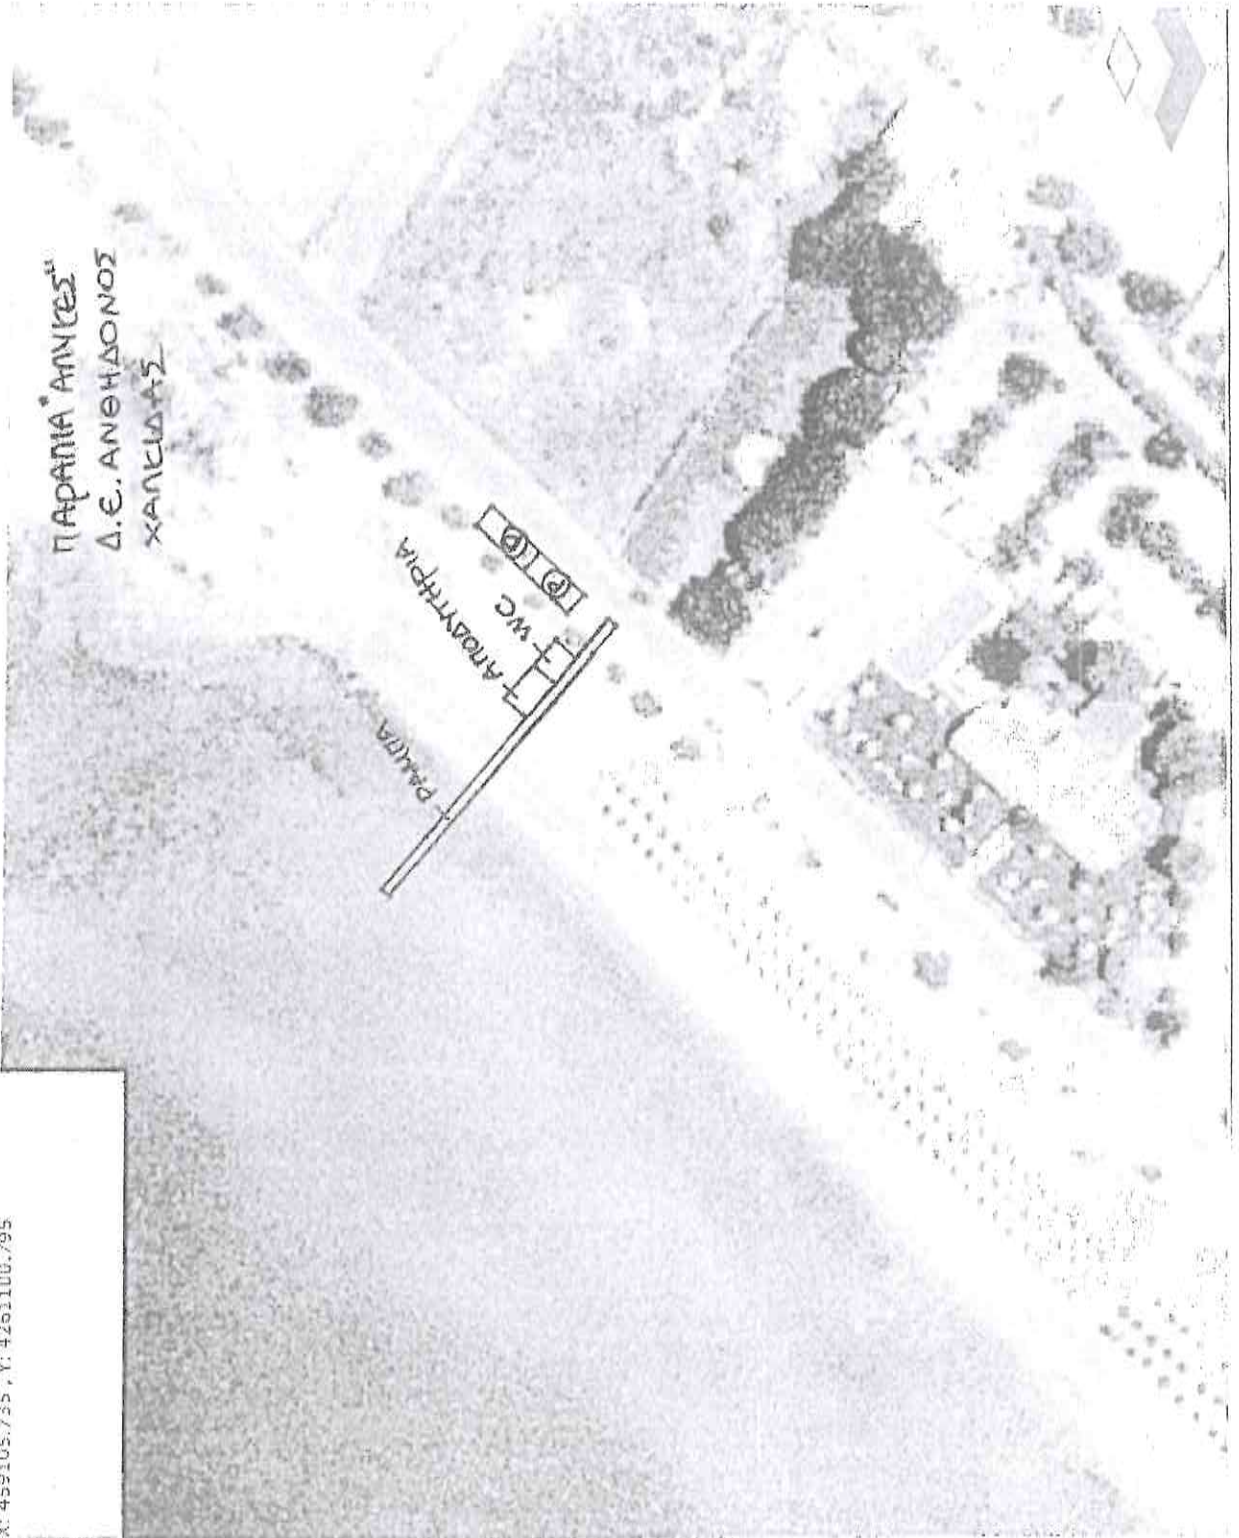 ΠΑΡΑΛΙΑ "ΑΛΥΚΕΣ"
Δ.Ε. ΑΝΘΗΔΟΝΟΣ
ΧΑΛΚΙΔΑΣ
ΑΠΟΔΥΤΗΡΙΑ
WC
P
P
ΡΑΜΠΑ
X: 459105.735, Y: 4261100.795